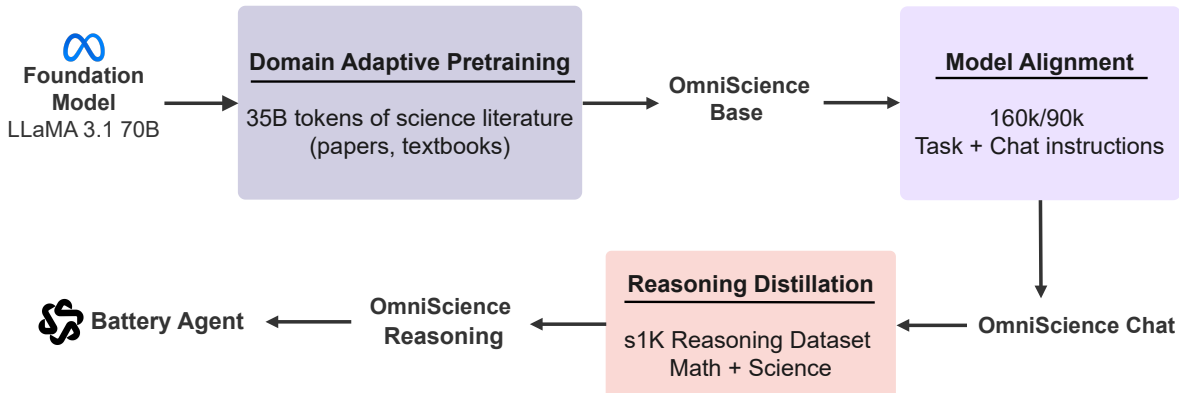 Foundation
Model
LLaMA 3.1 70B
Domain Adaptive Pretraining
35B tokens of science literature
(papers, textbooks)
OmniScience
Base
Model Alignment
160k/90k
Task + Chat instructions
OmniScience Chat
Reasoning Distillation
s1K Reasoning Dataset
Math + Science
OmniScience
Reasoning
Battery Agent